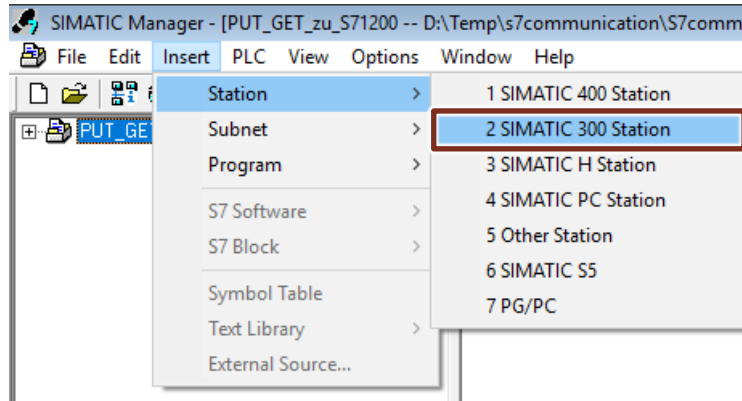 SIMATIC Manager - [PUT_GET_zu_S71200 -- D:\Temp\s7communication\S7comm
File Edit Insert PLC View Options Window Help
Station > 1 SIMATIC 400 Station
PUT_GE Subnet > 2 SIMATIC 300 Station
Program > 3 SIMATIC H Station
S7 Software > 4 SIMATIC PC Station
S7 Block > 5 Other Station
6 SIMATIC S5
Symbol Table 7 PG/PC
Text Library >
External Source...